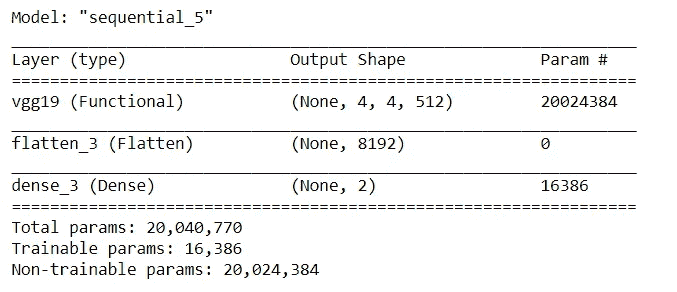 Model: "sequential_5"
Layer (type) Output Shape Param #
vgg19 (Functional) (None, 4, 4, 512) 20024384
flatten_3 (Flatten) (None, 8192) 0
dense_3 (Dense) (None, 2) 16386
Total params: 20,040,770
Trainable params: 16,386
Non-trainable params: 20,024,384